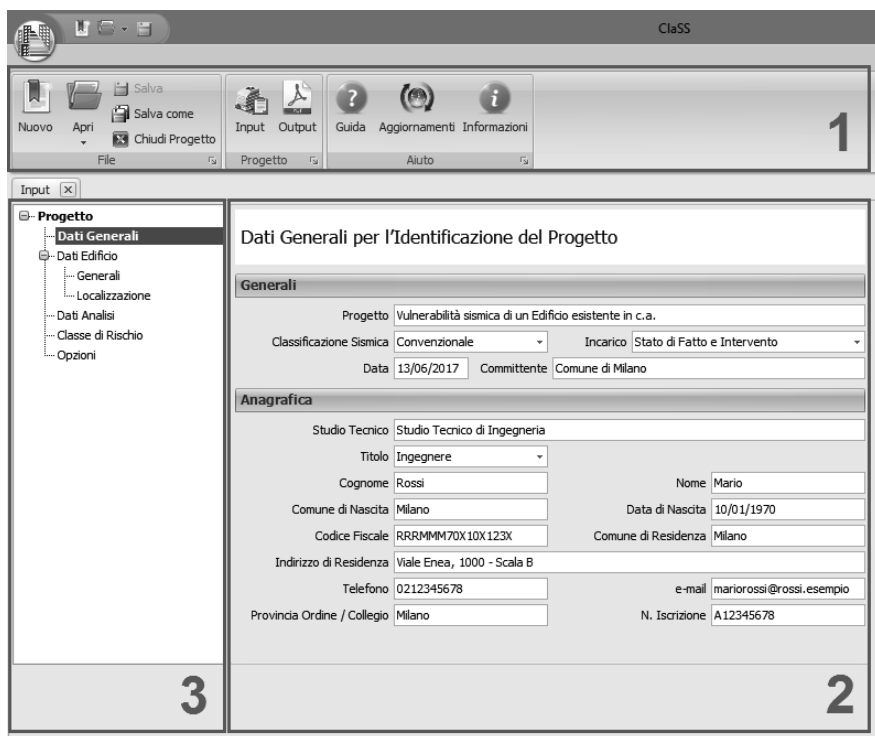 ClaSS
Nuovo
Apri
Salva
Salva come
Chiudi Progetto
File
Input
Output
Progetto
Guida
Aggiornamenti
Informazioni
Aiuto
1
Input
Progetto
Dati Generali
Dati Edificio
Generali
Localizzazione
Dati Analisi
Classe di Rischio
Opzioni
3
Dati Generali per l'Identificazione del Progetto
Generali
Progetto Vulnerabilità sismica di un Edificio esistente in c.a.
Classificazione Sismica Convenzionale Incarico Stato di Fatto e Intervento
Data 13/06/2017 Committente Comune di Milano
Anagrafica
Studio Tecnico Studio Tecnico di Ingegneria
Titolo Ingegnere
Cognome Rossi Nome Mario
Comune di Nascita Milano Data di Nascita 10/01/1970
Codice Fiscale RRRMMM70X10X123X Comune di Residenza Milano
Indirizzo di Residenza Viale Enea, 1000 - Scala B
Telefono 0212345678 e-mail mariorossi@rossi.esempio
Provincia Ordine / Collegio Milano N. Iscrizione A12345678
2